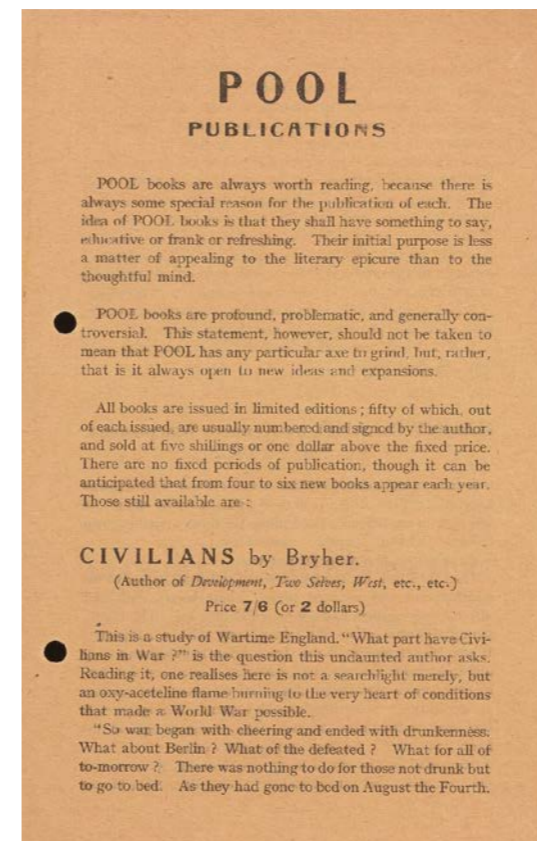 POOL
PUBLICATIONS
POOL books are always worth reading, because there is
always some special reason for the publication of each. The
idea of POOL books is that they shall have something to say,
educative or frank or refreshing. Their initial purpose is less
a matter of appealing to the literary epicure than to the
thoughtful mind.
POOL books are profound, problematic, and generally con-
troversial. This statement, however, should not be taken to
mean that POOL has any particular axe to grind, but, rather,
that is it always open to new ideas and expansions.
All books are issued in limited editions ; fifty of which, out
of each issued, are usually numbered and signed by the author,
and sold at five shillings or one dollar above the fixed price.
There are no fixed periods of publication, though it can be
anticipated that from four to six new books appear each year.
Those still available are :
CIVILIANS by Bryher.
(Author of Development, Two Selves, West, etc., etc.)
Price 7/6 (or 2 dollars)
This is a study of Wartime England. "What part have Civi-
lians in War ?" is the question this undaunted author asks.
Reading it, one realises here is not a searchlight merely, but
an oxy-aceteline flame burning to the very heart of conditions
that made a World War possible.
"So war began with cheering and ended with drunkenness.
What about Berlin ? What of the defeated ? What for all of
to-morrow ? There was nothing to do for those not drunk but
to go to bed. As they had gone to bed on August the Fourth.